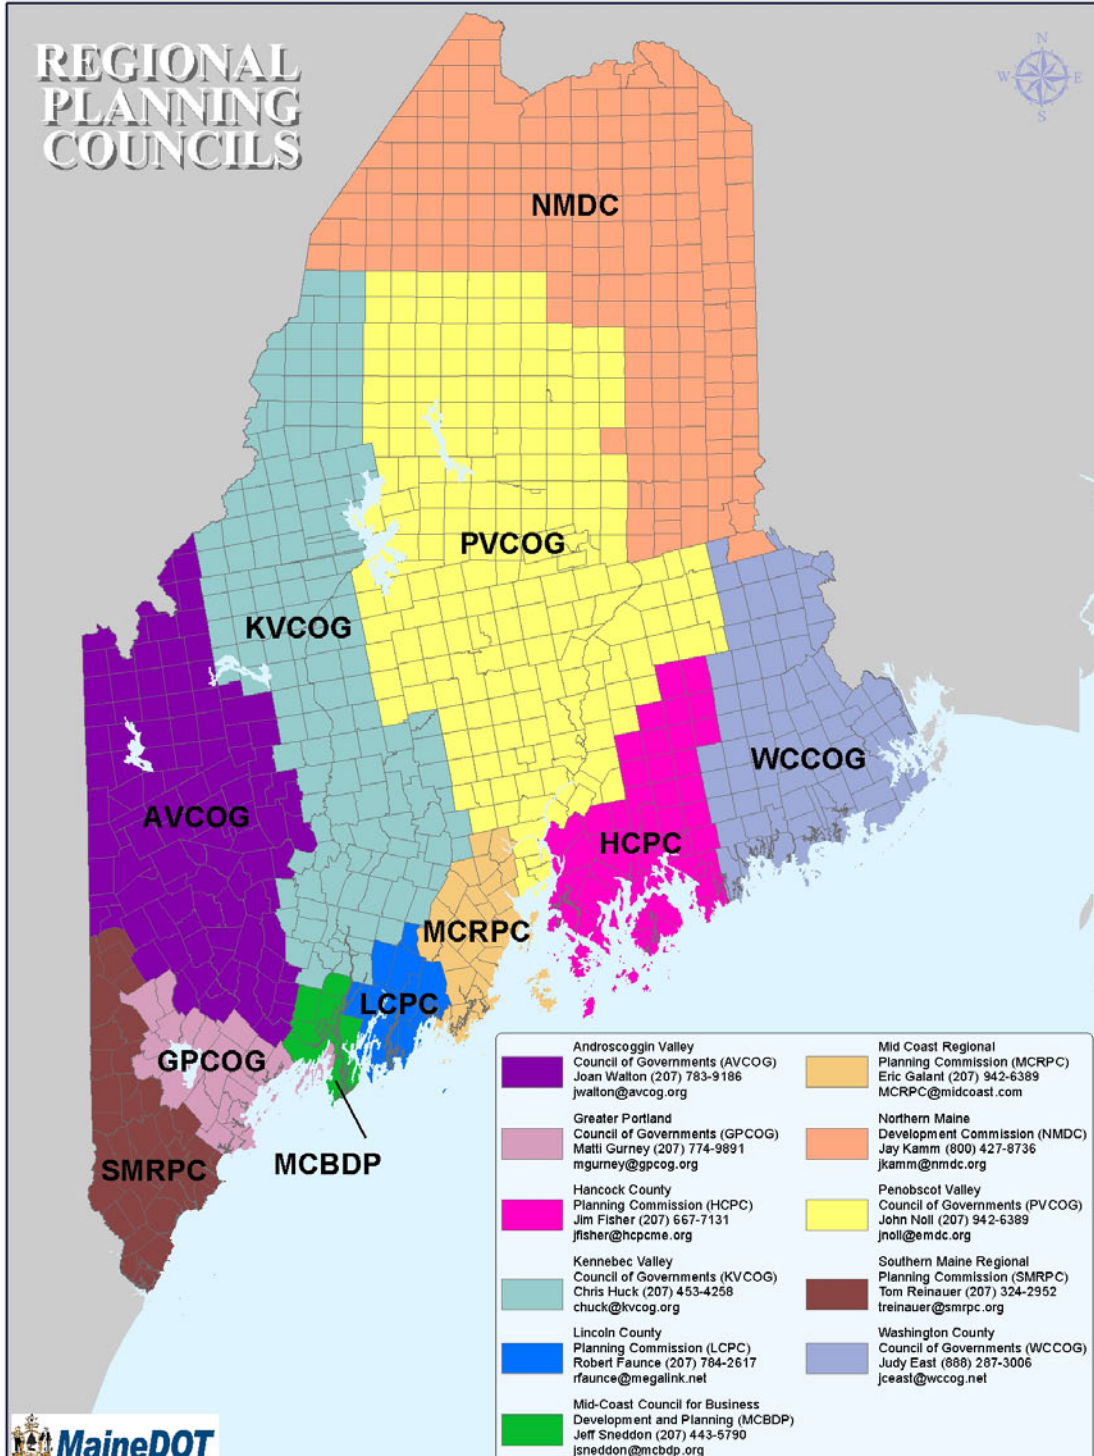 REGIONAL
PLANNING
COUNCILS
N
W
E
S
NMDC
PVCOG
KVCOG
WCCOG
AVCOG
HCPC
MCRPC
LCPC
GPCOG
MCBDP
SMRPC
Androscoggin Valley
Council of Governments (AVCOG)
Joan Walton (207) 783-9186
jwalton@avcog.org
Greater Portland
Council of Governments (GPCOG)
Matti Gurney (207) 774-9891
mgurney@gpcog.org
Hancock County
Planning Commission (HCPC)
Jim Fisher (207) 667-7131
jfisher@hcpcme.org
Kennebec Valley
Council of Governments (KVCOG)
Chris Huck (207) 453-4258
chuck@kvcog.org
Lincoln County
Planning Commission (LCPC)
Robert Faunce (207) 784-2617
rfaunce@megalink.net
Mid-Coast Council for Business
Development and Planning (MCBDP)
Jeff Sneddon (207) 443-5790
jsneddon@mcbdp.org
Mid Coast Regional
Planning Commission (MCRPC)
Eric Galant (207) 942-6389
MCRPC@midcoast.com
Northern Maine
Development Commission (NMDC)
Jay Kamm (800) 427-8736
jkamm@nmdc.org
Penobscot Valley
Council of Governments (PVCOG)
John Noll (207) 942-6389
jnoll@emdc.org
Southern Maine Regional
Planning Commission (SMRPC)
Tom Reinauer (207) 324-2952
treinauer@smrpc.org
Washington County
Council of Governments (WCCOG)
Judy East (888) 287-3006
jceast@wccog.net
MaineDOT